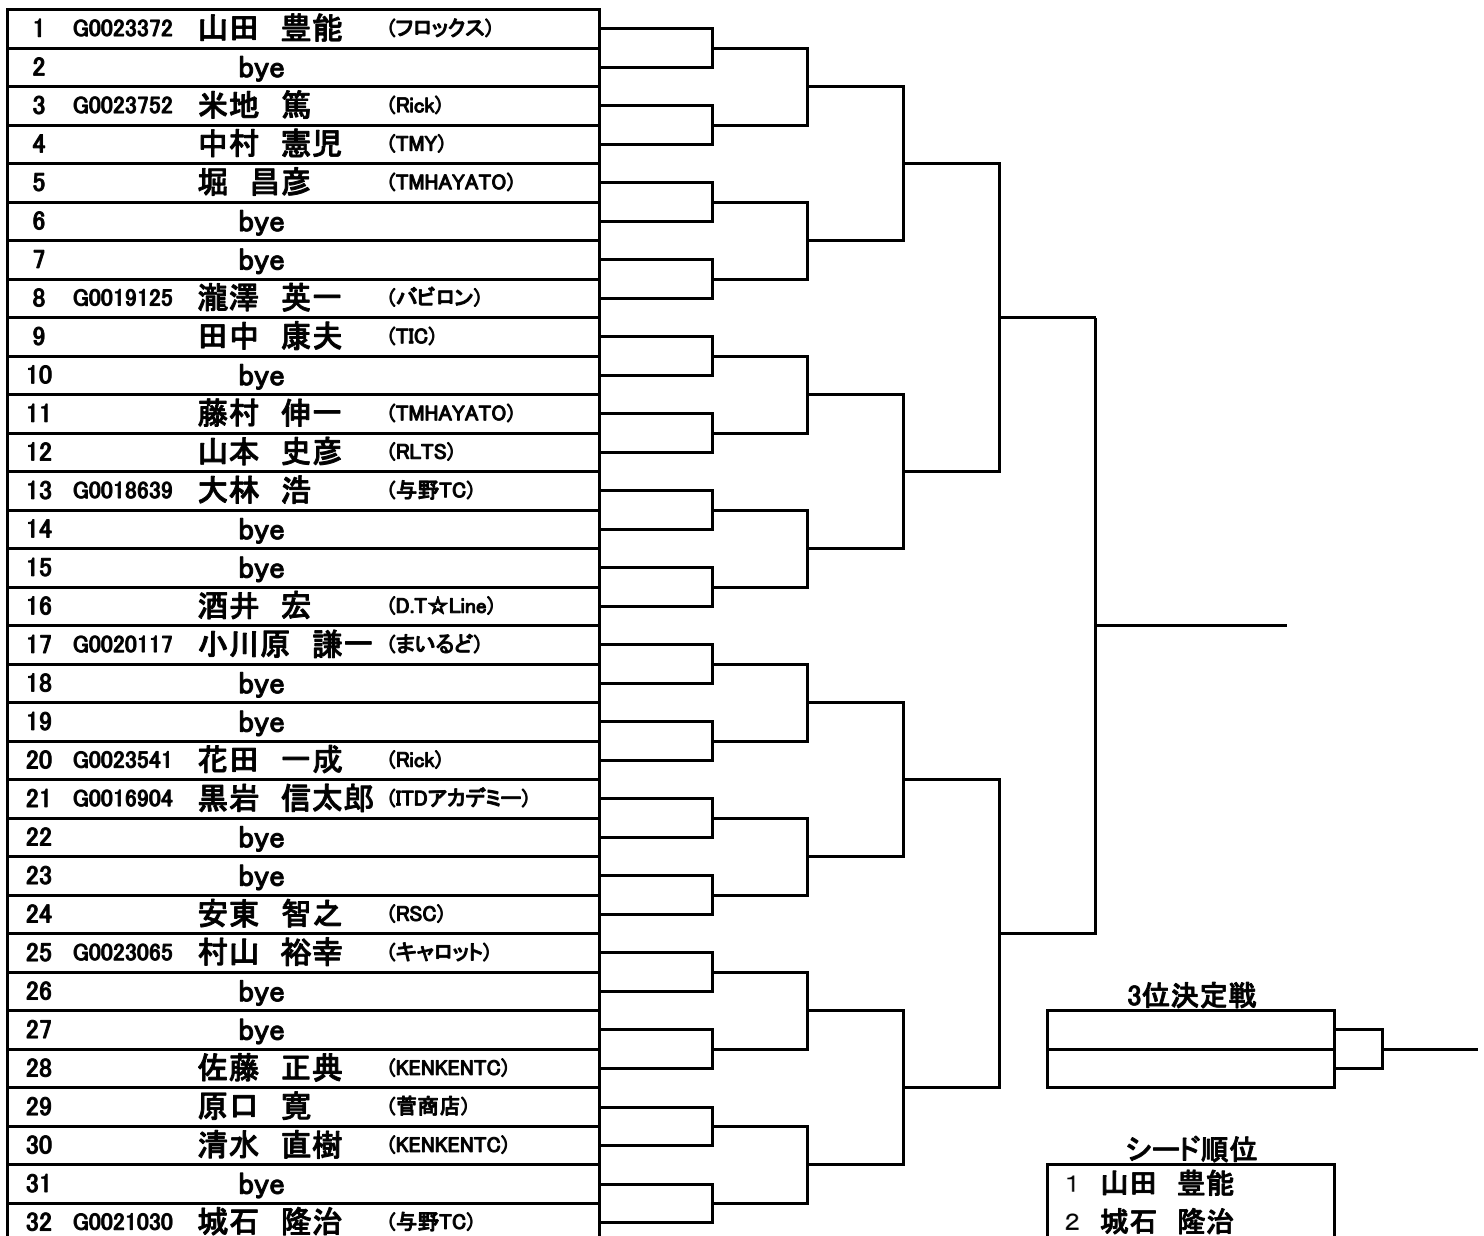 1 G0023372 山田 豊能 (フロックス)
2 bye
3 G0023752 米地 篤 (Rick)
4 中村 憲児 (TMY)
5 堀 昌彦 (TMHAYATO)
6 bye
7 bye
8 G0019125 瀧澤 英一 (バビロン)
9 田中 康夫 (TIC)
10 bye
11 藤村 伸一 (TMHAYATO)
12 山本 史彦 (RLTS)
13 G0018639 大林 浩 (与野TC)
14 bye
15 bye
16 酒井 宏 (D.T☆Line)
17 G0020117 小川原 謙一 (まいるど)
18 bye
19 bye
20 G0023541 花田 一成 (Rick)
21 G0016904 黒岩 信太郎 (ITDアカデミー)
22 bye
23 bye
24 安東 智之 (RSC)
25 G0023065 村山 裕幸 (キャロット)
26 bye
27 bye
28 佐藤 正典 (KENKENTC)
29 原口 寛 (菅商店)
30 清水 直樹 (KENKENTC)
31 bye
32 G0021030 城石 隆治 (与野TC)
3位決定戦
シード順位
1 山田 豊能
2 城石 隆治